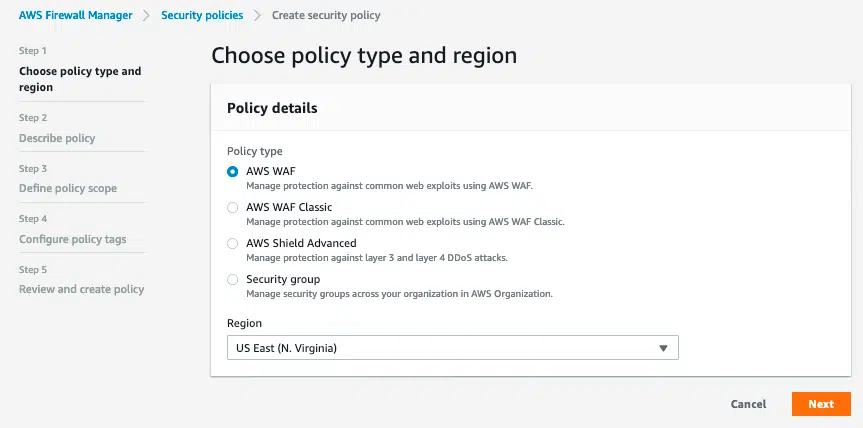 AWS Firewall Manager > Security policies > Create security policy
Step 1
Choose policy type and
region
Step 2
Describe policy
Step 3
Define policy scope
Step 4
Configure policy tags
Step 5
Review and create policy
Choose policy type and region
Policy details
Policy type
AWS WAF
Manage protection against common web exploits using AWS WAF.
AWS WAF Classic
Manage protection against common web exploits using AWS WAF Classic.
AWS Shield Advanced
Manage protection against layer 3 and layer 4 DDoS attacks.
Security group
Manage security groups across your organization in AWS Organization.
Region
US East (N. Virginia)
Cancel
Next